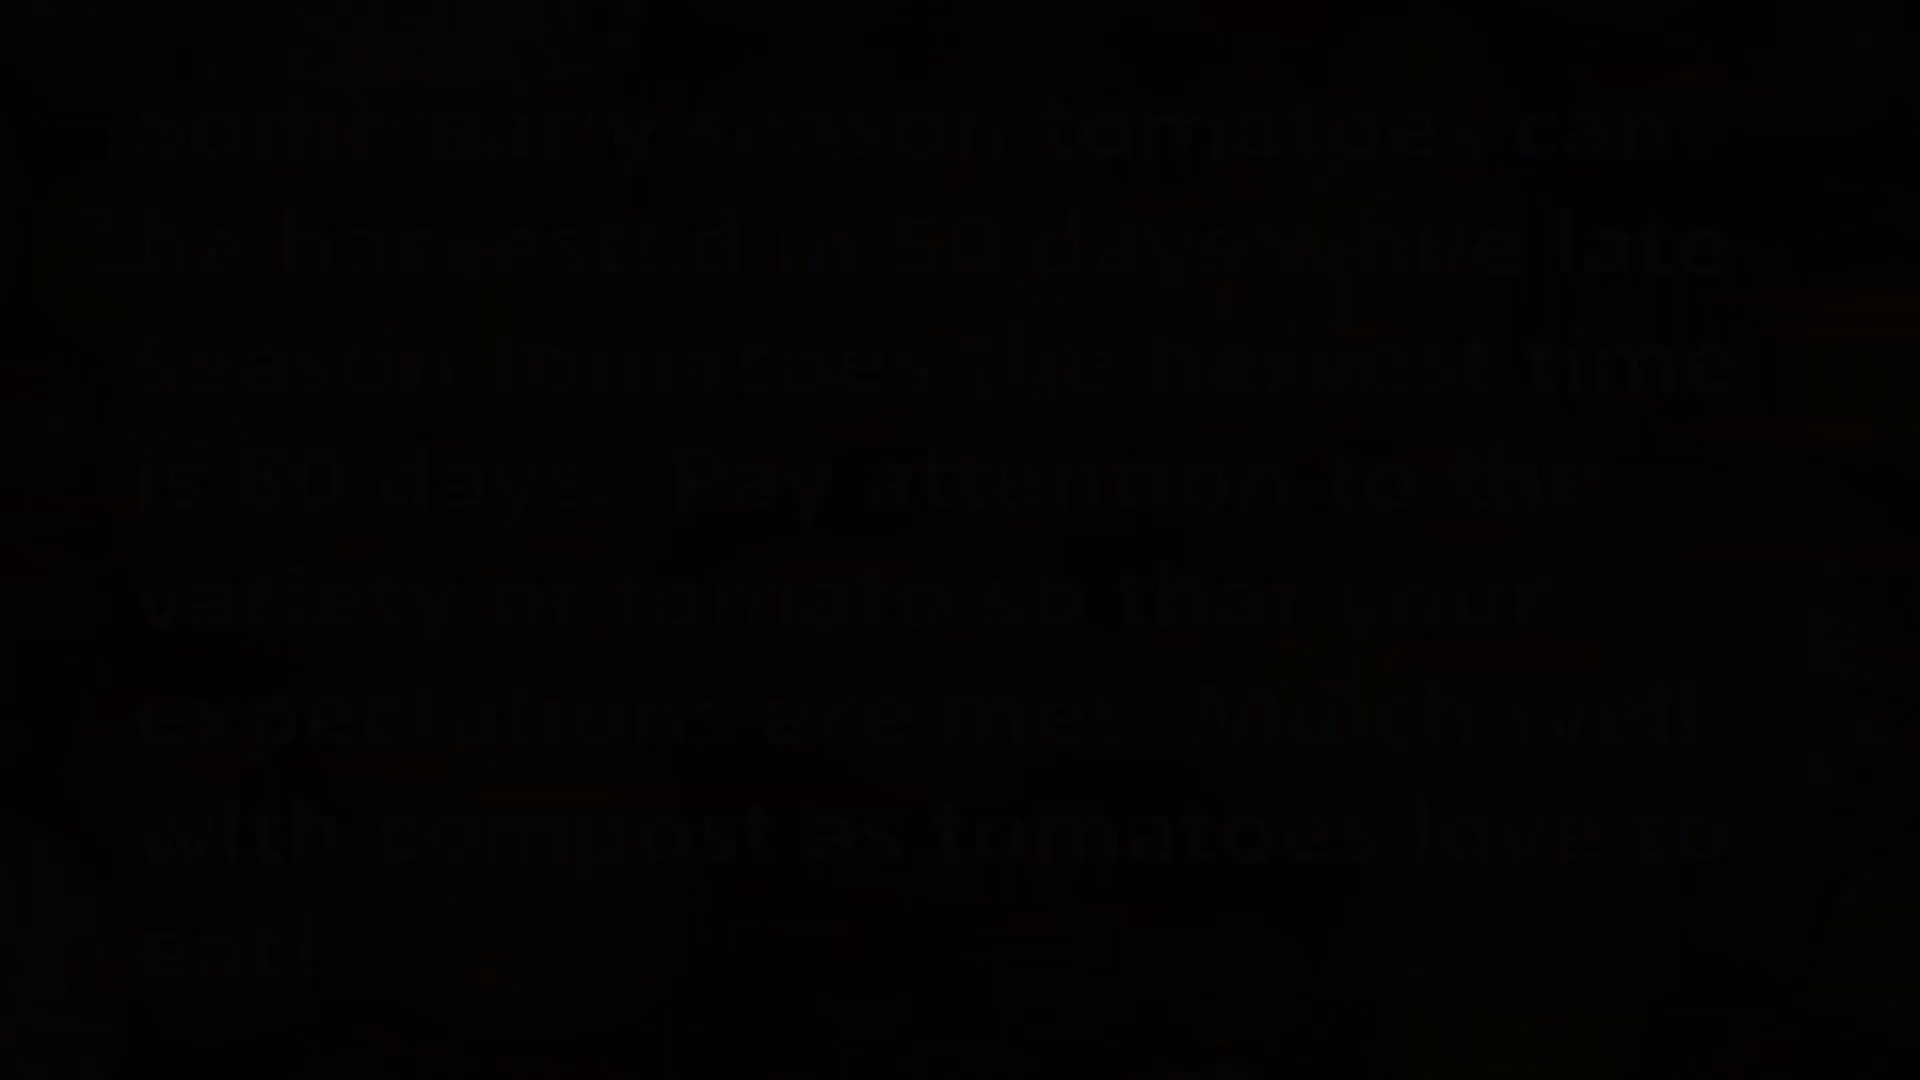 Some early season tomatoes can
be harvested in 50 days while late
season tomatoes the harvest time
is 80 days. Pay attention to the
variety of tomato so that your
expectations are met. Mulch well
with compost as tomatoes love to
eat!